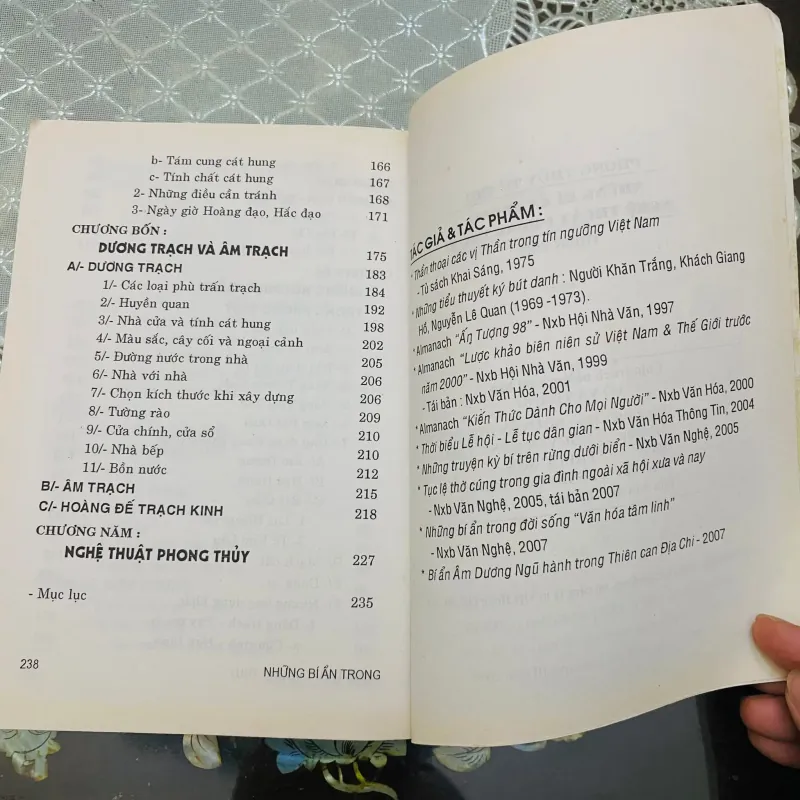 b- Tám cung cát hung 166
c- Tính chất cát hung 167
2- Những điều cần tránh 168
3- Ngày giờ Hoàng đạo, Hắc đạo 171
CHƯƠNG BỐN :
DƯƠNG TRẠCH VÀ ÂM TRẠCH 175
A/- DƯƠNG TRẠCH 183
1/- Các loại phù trấn trạch 184
2/- Huyền quan 192
3/- Nhà cửa và tính cát hung 198
4/- Màu sắc, cây cối và ngoại cảnh 202
5/- Đường nước trong nhà 205
6/- Nhà với nhà 206
7/- Chọn kích thước khi xây dựng 206
8/- Tường rào 209
9/- Cửa chính, cửa sổ 210
10/- Nhà bếp 210
11/- Bồn nước 212
B/- ÂM TRẠCH 215
C/- HOÀNG ĐẾ TRẠCH KINH 218
CHƯƠNG NĂM :
NGHỆ THUẬT PHONG THỦY 227
- Mục lục 235
238 NHỮNG BÍ ẨN TRONG
TÁC GIẢ & TÁC PHẨM :
* Thần thoại các vị Thần trong tín ngưỡng Việt Nam
- Tủ sách Khai Sáng, 1975
* Những tiểu thuyết ký bút danh : Người Khăn Trắng, Khách Giang
Hồ, Nguyễn Lê Quan (1969 -1973).
* Almanach "Ấn Tượng 98" - Nxb Hội Nhà Văn, 1997
* Almanach "Lược khảo biên niên sử Việt Nam & Thế Giới trước
năm 2000" - Nxb Hội Nhà Văn, 1999
- Tái bản : Nxb Văn Hóa, 2001
* Almanach "Kiến Thức Dành Cho Mọi Người" - Nxb Văn Hóa, 2000
* Thời biểu Lễ hội - Lễ tục dân gian - Nxb Văn Hóa Thông Tin, 2004
* Những truyện kỳ bí trên rừng dưới biển - Nxb Văn Nghệ, 2005
* Tục lệ thờ cúng trong gia đình ngoài xã hội xưa và nay
- Nxb Văn Nghệ, 2005, tái bản 2007
* Những bí ẩn trong đời sống "Văn hóa tâm linh"
- Nxb Văn Nghệ, 2007
* Bí ẩn Âm Dương Ngũ hành trong Thiên can Địa Chi - 2007